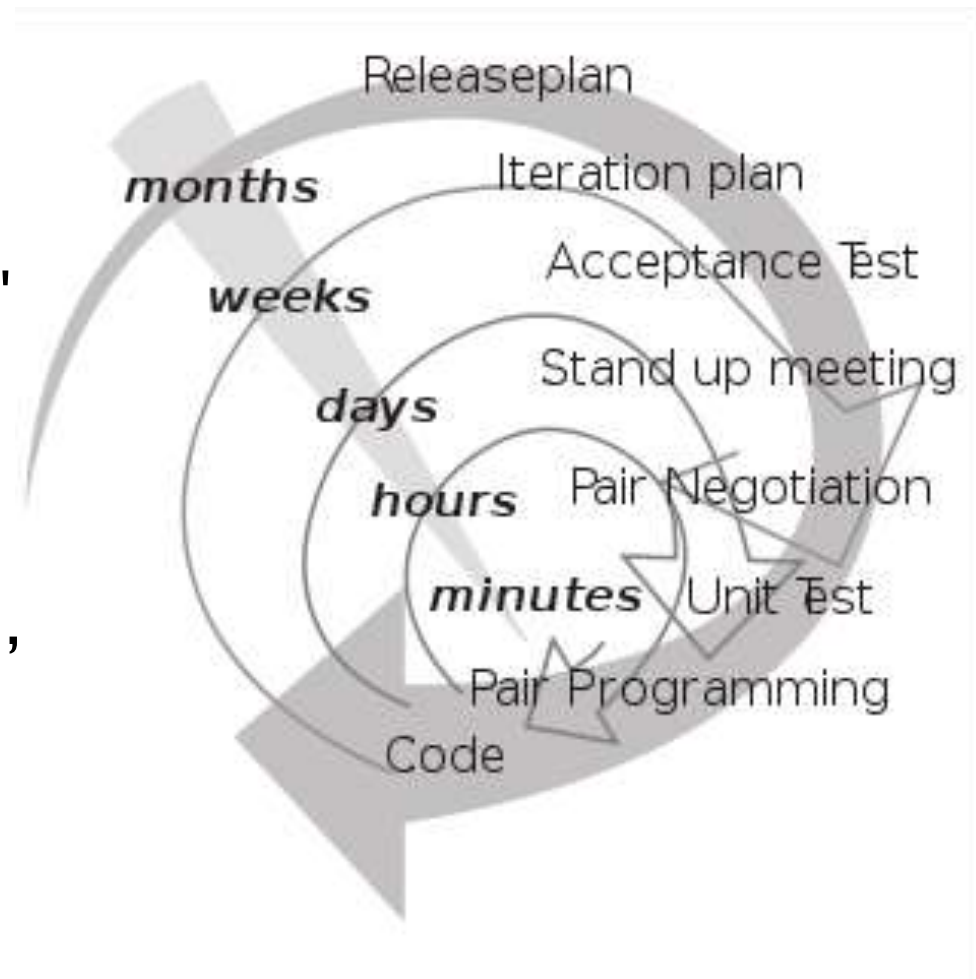 Releaseplan
Iteration plan
months
Acceptance Test
weeks
Stand up meeting
days
Pair Negotiation
hours
Unit Test
minutes
Pair Programming
Code